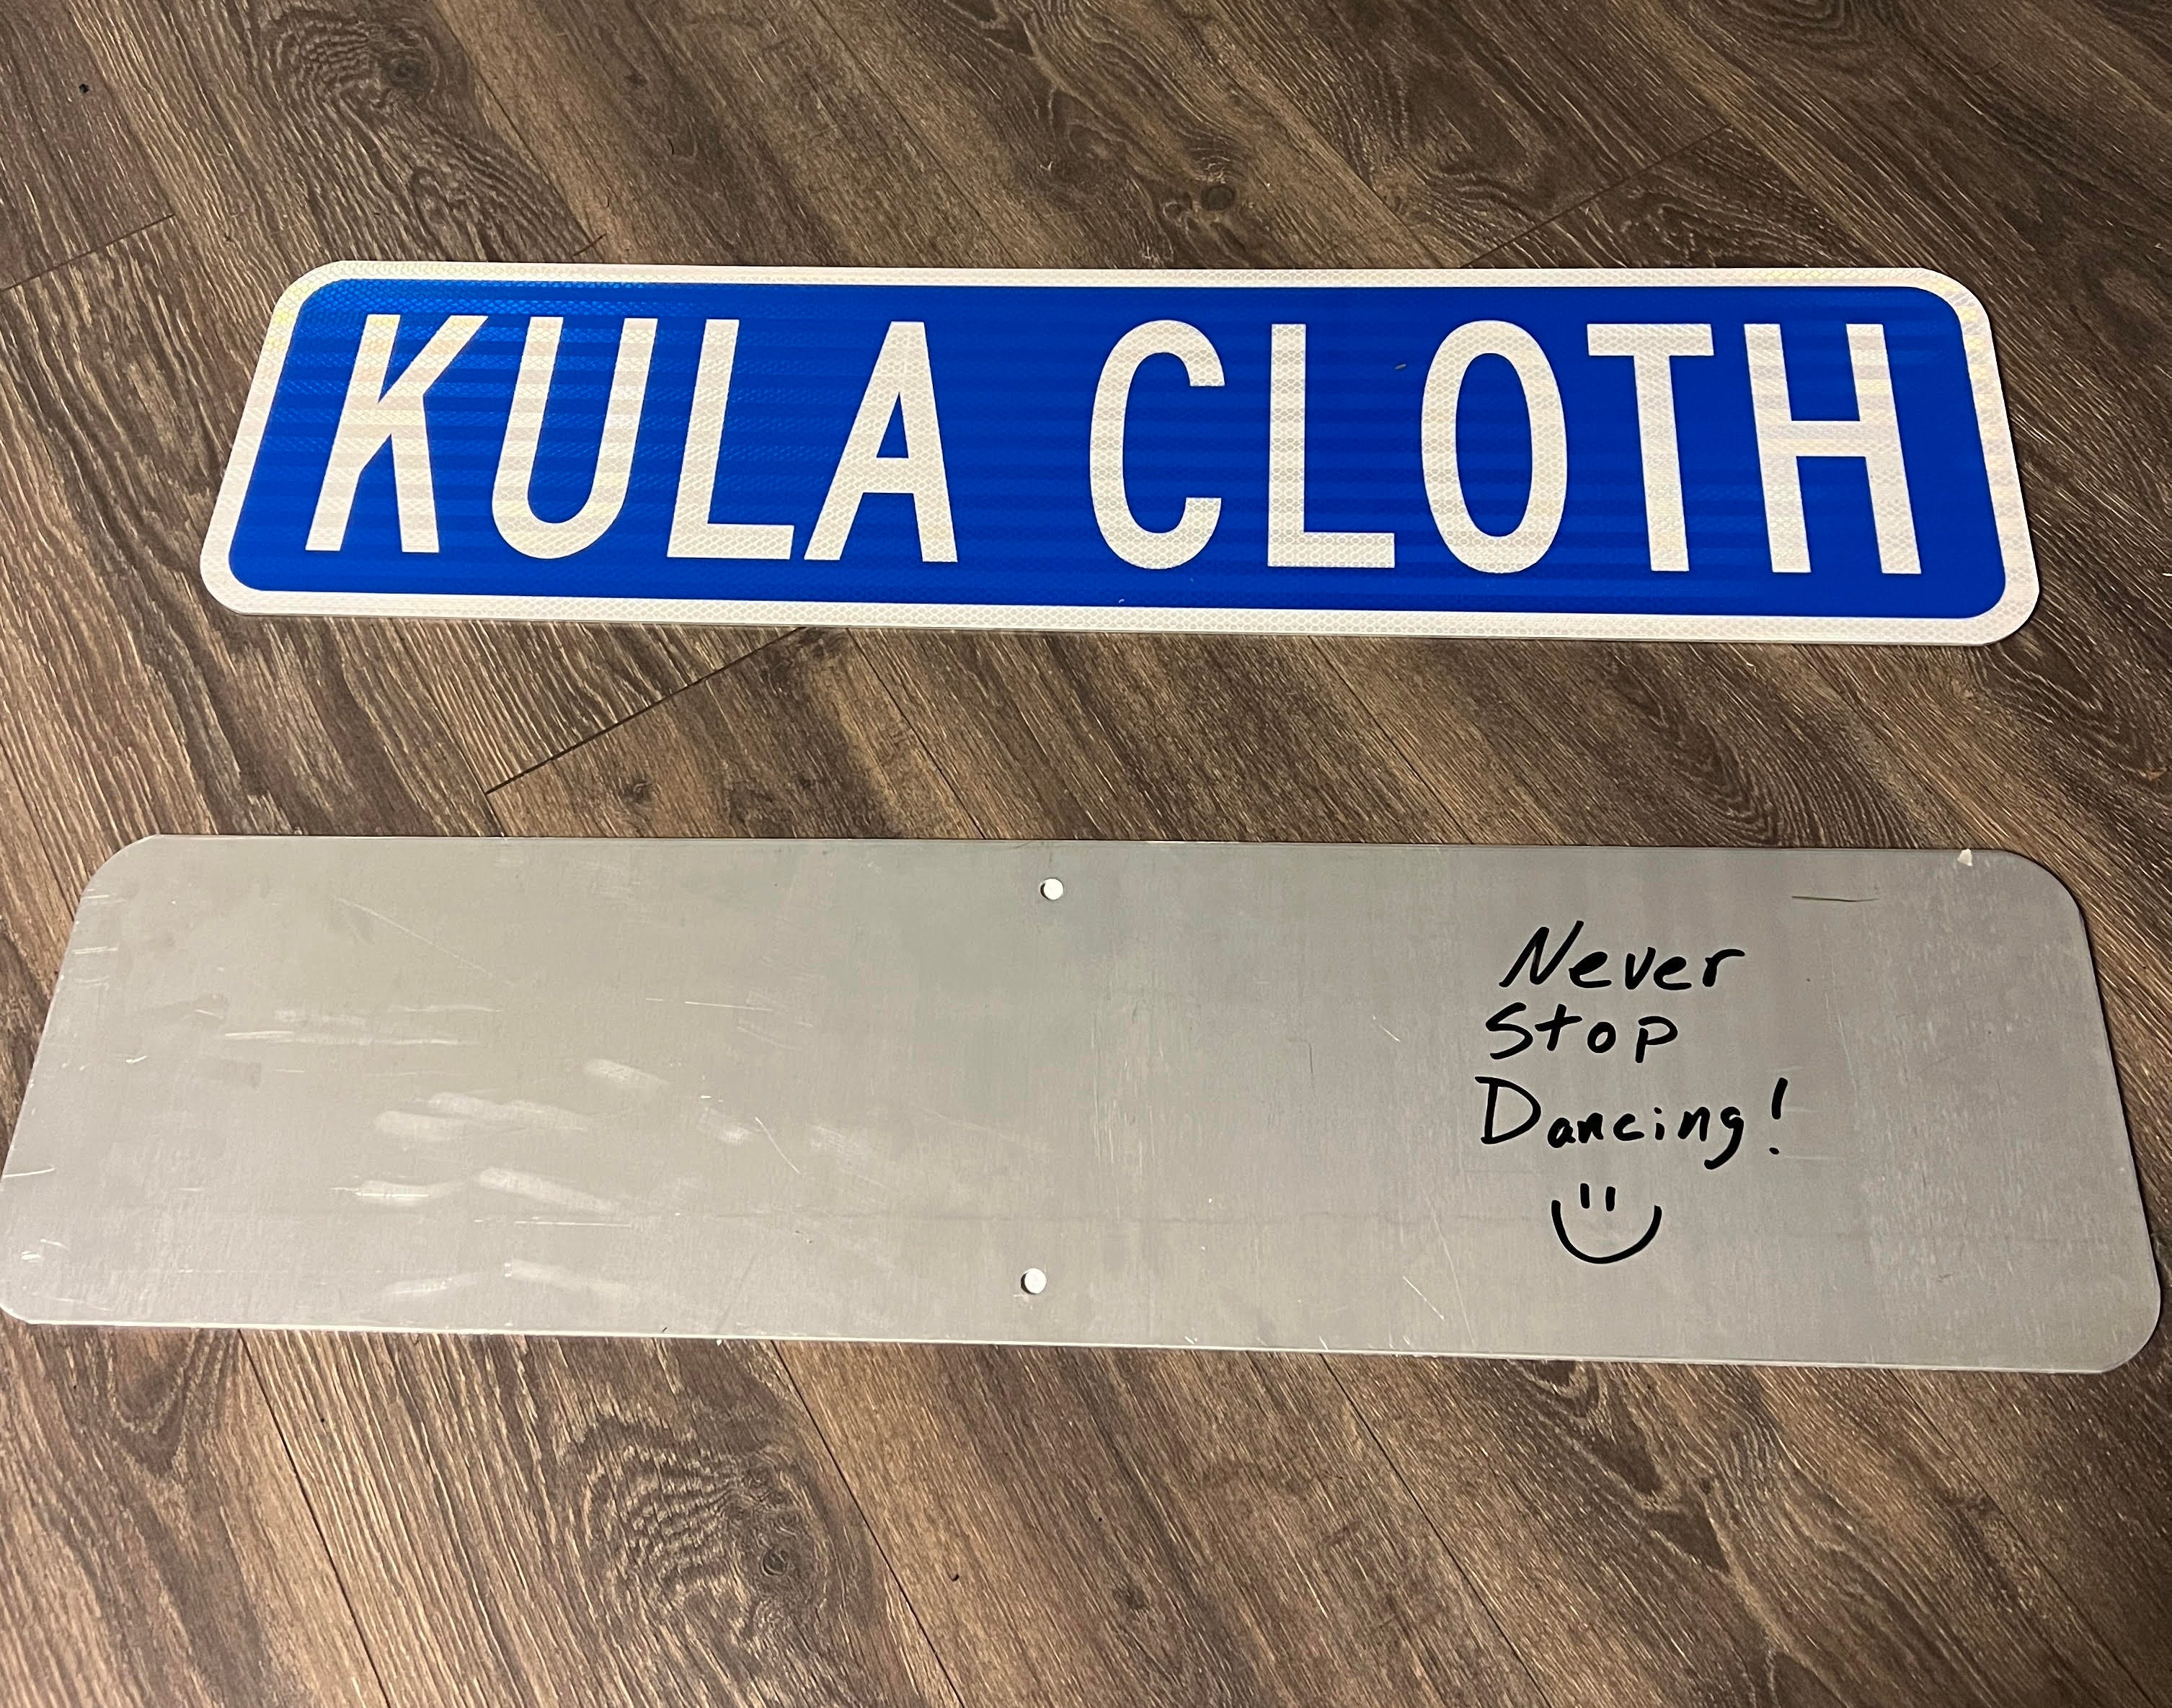 KULA CLOTH
Never
Stop
Dancing!